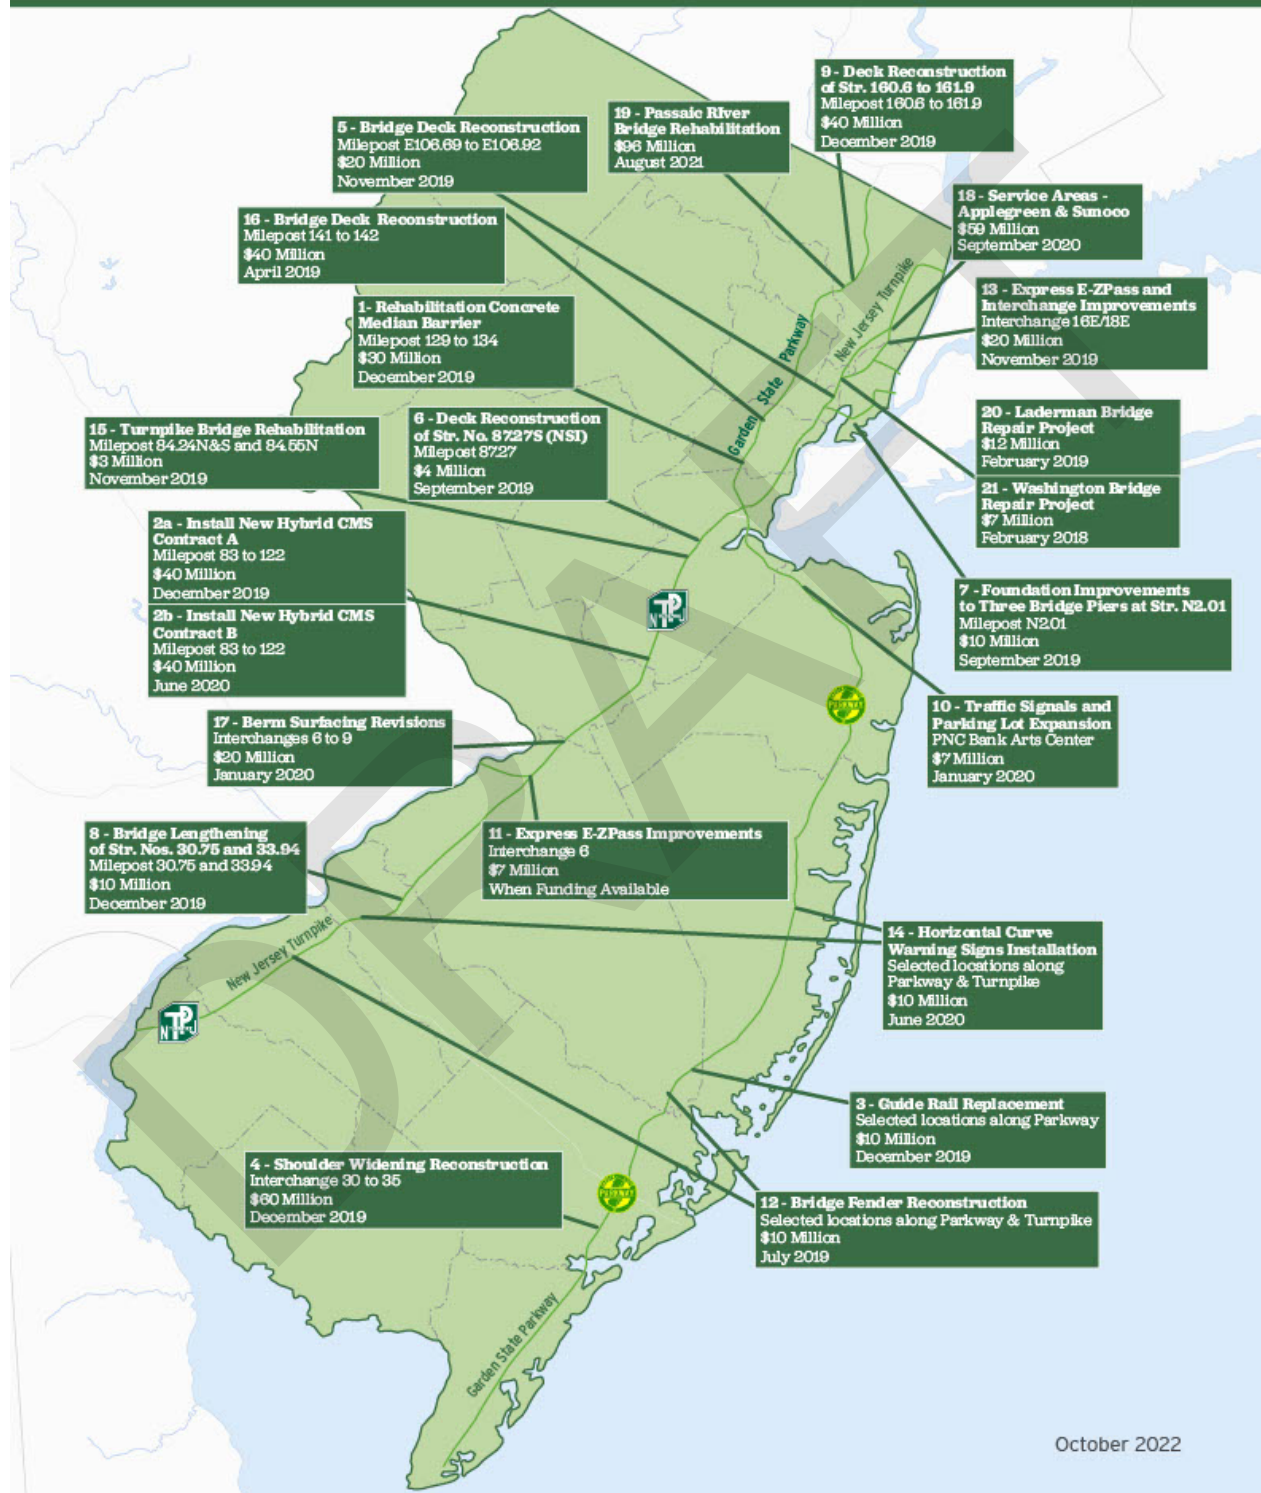 9 - Deck Reconstruction
of Str. 160.6 to 161.9
Milepost 160.6 to 161.9
$40 Million
December 2019
19 - Passaic River
Bridge Rehabilitation
$96 Million
August 2021
5 - Bridge Deck Reconstruction
Milepost E106.69 to E106.92
$20 Million
November 2019
18 - Service Areas -
Applegreen & Sunoco
$59 Million
September 2020
16 - Bridge Deck Reconstruction
Milepost 141 to 142
$40 Million
April 2019
13 - Express E-ZPass and
Interchange Improvements
Interchange 16E/18E
$20 Million
November 2019
1- Rehabilitation Concrete
Median Barrier
Milepost 129 to 134
$30 Million
December 2019
New Jersey Turnpike
Garden State Parkway
20 - Laderman Bridge
Repair Project
$12 Million
February 2019
6 - Deck Reconstruction
of Str. No. 87.27S (NSI)
Milepost 87.27
$4 Million
September 2019
15 - Turnpike Bridge Rehabilitation
Milepost 84.24N&S and 84.55N
$3 Million
November 2019
21 - Washington Bridge
Repair Project
$7 Million
February 2018
2a - Install New Hybrid CMS
Contract A
Milepost 83 to 122
$40 Million
December 2019
2b - Install New Hybrid CMS
Contract B
Milepost 83 to 122
$40 Million
June 2020
7 - Foundation Improvements
to Three Bridge Piers at Str. N2.01
Milepost N2.01
$10 Million
September 2019
10 - Traffic Signals and
Parking Lot Expansion
PNC Bank Arts Center
$7 Million
January 2020
PARKWAY
17 - Berm Surfacing Revisions
Interchanges 6 to 9
$20 Million
January 2020
8 - Bridge Lengthening
of Str. Nos. 30.75 and 33.94
Milepost 30.75 and 33.94
$10 Million
December 2019
11 - Express E-ZPass Improvements
Interchange 6
$7 Million
When Funding Available
New Jersey Turnpike
14 - Horizontal Curve
Warning Signs Installation
Selected locations along
Parkway & Turnpike
$10 Million
June 2020
3 - Guide Rail Replacement
Selected locations along Parkway
$10 Million
December 2019
4 - Shoulder Widening Reconstruction
Interchange 30 to 35
$60 Million
December 2019
PARKWAY
12 - Bridge Fender Reconstruction
Selected locations along Parkway & Turnpike
$10 Million
July 2019
Garden State Parkway
October 2022
DRAFT